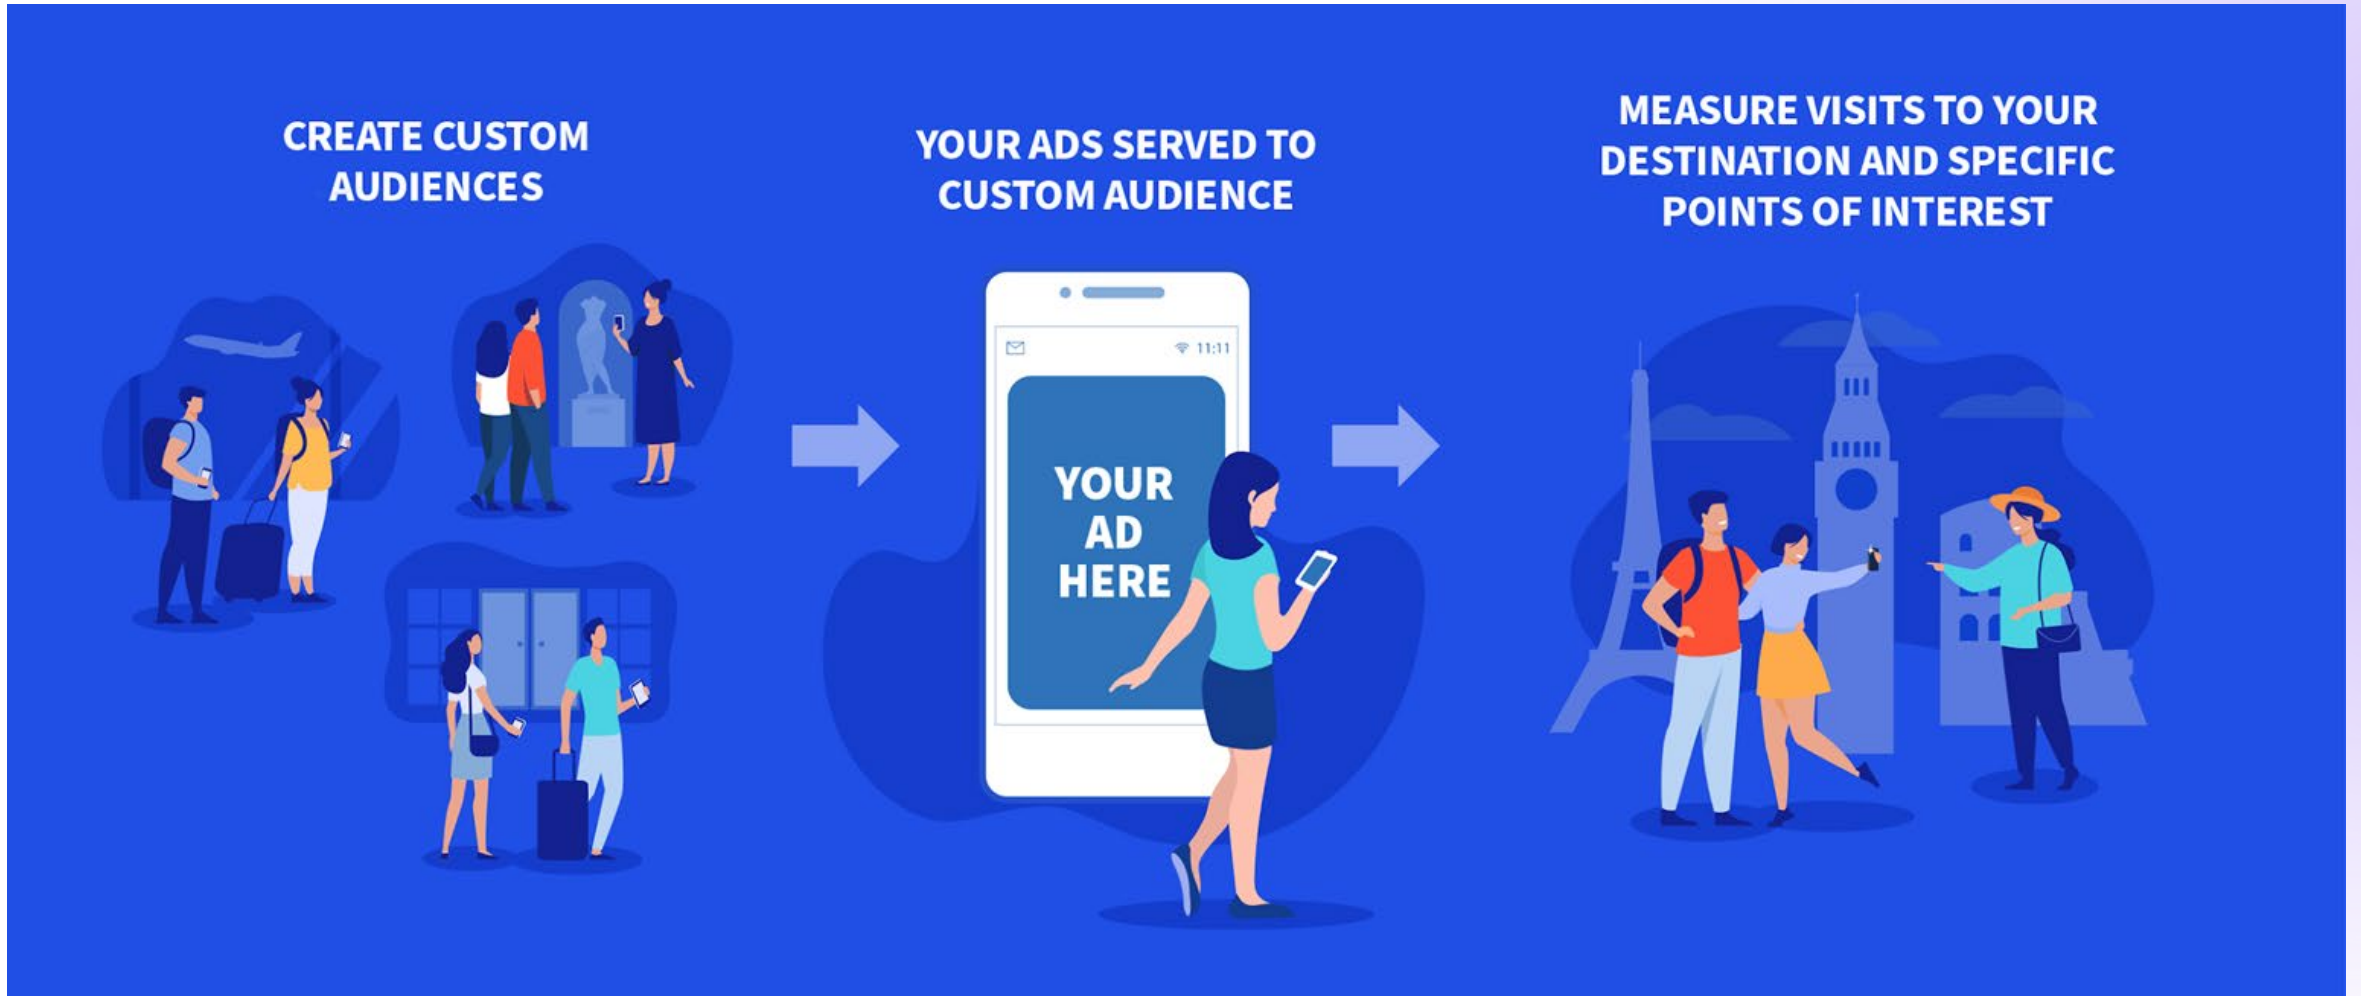 CREATE CUSTOM
AUDIENCES
YOUR ADS SERVED TO
CUSTOM AUDIENCE
11:11
YOUR
AD
HERE
MEASURE VISITS TO YOUR
DESTINATION AND SPECIFIC
POINTS OF INTEREST